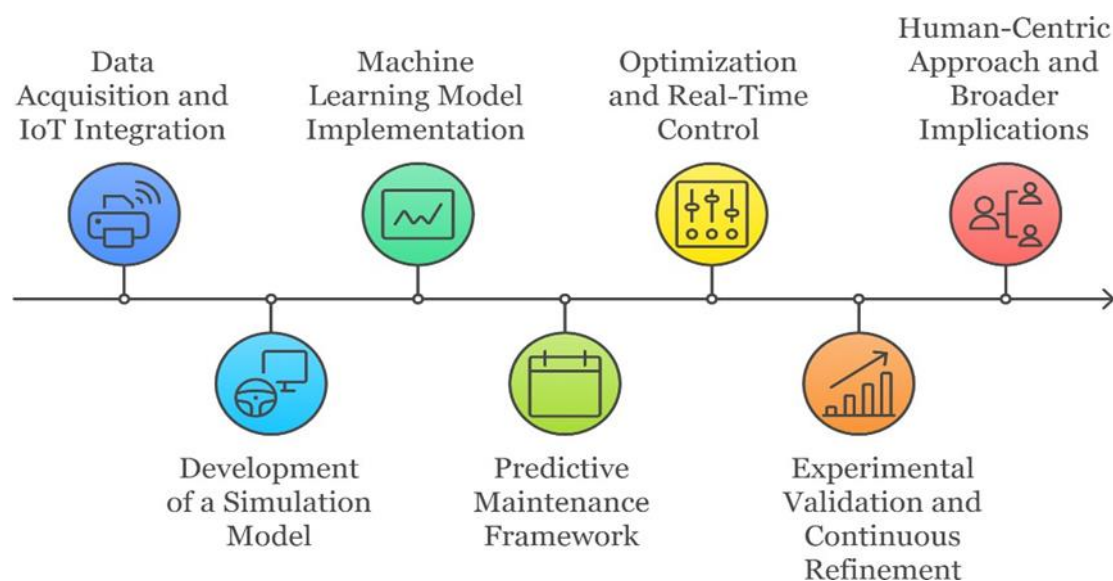 Data
Acquisition and
IoT Integration
Development
of a Simulation
Model
Machine
Learning Model
Implementation
Predictive
Maintenance
Framework
Optimization
and Real-Time
Control
Experimental
Validation and
Continuous
Refinement
Human-Centric
Approach and
Broader
Implications